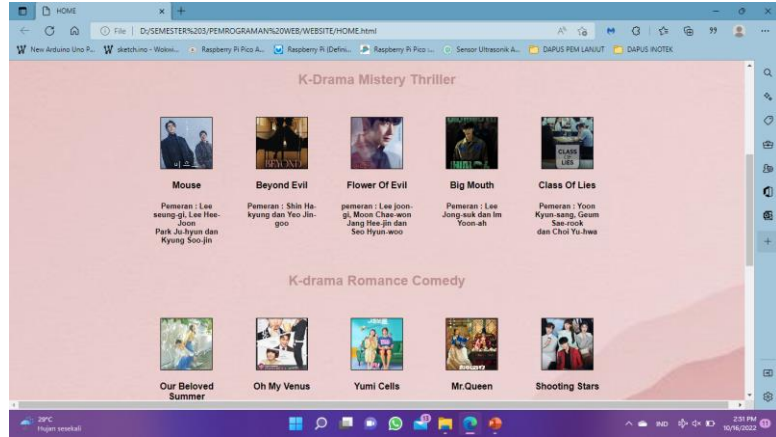 HOME
File
D:/SEMESTER%203/PEMROGRAMAN%20WEB/WEBSITE/HOME.html
New Arduino Uno P...
sketch.ino - Wokwi...
Raspberry Pi Pico A...
Raspberry Pi (Defini...
Raspberry Pi Pico :...
Sensor Ultrasonik A...
DAPUS PEM LANJUT
DAPUS INOTEK
K-Drama Mistery Thriller
BEYOND
CLASS
OF
LIES
Mouse
Beyond Evil
Flower Of Evil
Big Mouth
Class Of Lies
Pemeran : Lee
seung-gi, Lee Hee-
Joon
Park Ju-hyun dan
Kyung Soo-jin
Pemeran : Shin Ha-
kyung dan Yeo Jin-
goo
pemeran : Lee joon-
gi, Moon Chae-won
Jang Hee-jin dan
Seo Hyun-woo
Pemeran : Lee
Jong-suk dan Im
Yoon-ah
Pemeran : Yoon
Kyun-sang, Geum
Sae-rook
dan Choi Yu-hwa
K-drama Romance Comedy
Our Beloved
Summer
Oh My Venus
Yumi Cells
Mr.Queen
Shooting Stars
29°C
Hujan sesekali
IND
2:51 PM
10/16/2022